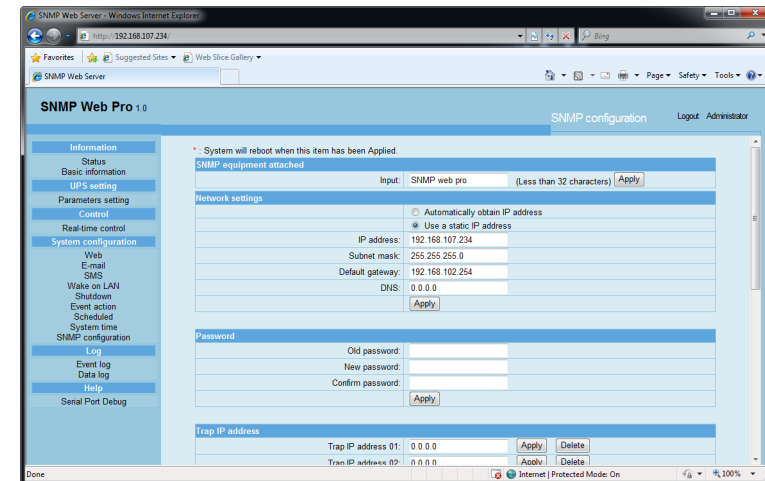 SNMP Web Server - Windows Internet Explorer
http://192.168.107.234/
Bing
Favorites Suggested Sites Web Slice Gallery
SNMP Web Server Page Safety Tools
SNMP Web Pro 1.0
SNMP configuration Logout Administrator
Information
Status
Basic information
UPS setting
Parameters setting
Control
Real-time control
System configuration
Web
E-mail
SMS
Wake on LAN
Shutdown
Event action
Scheduled
System time
SNMP configuration
Log
Event log
Data log
Help
Serial Port Debug
* : System will reboot when this item has been Applied.
SNMP equipment attached
Input: SNMP web pro (Less than 32 characters) Apply
Network settings
Automatically obtain IP address
Use a static IP address
IP address: 192.168.107.234
Subnet mask: 255.255.255.0
Default gateway: 192.168.102.254
DNS: 0.0.0.0
Apply
Password
Old password:
New password:
Confirm password:
Apply
Trap IP address
Trap IP address 01: 0.0.0.0 Apply Delete
Trap IP address 02: 0.0.0.0 Apply Delete
Done Internet | Protected Mode: On 100%